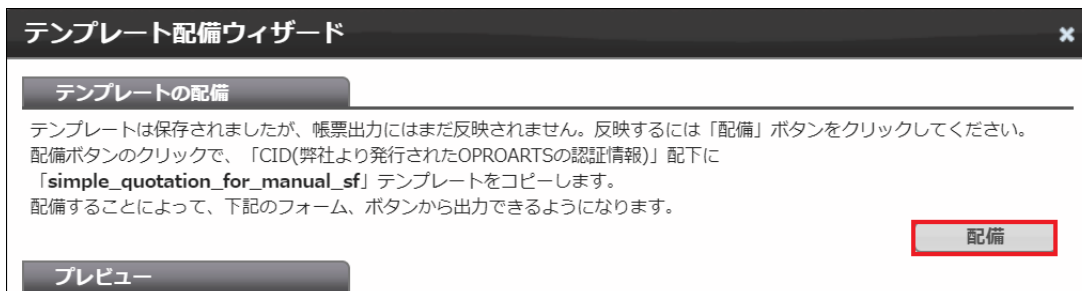 テンプレート配備ウィザード
テンプレートの配備
テンプレートは保存されましたが、帳票出力にはまだ反映されません。反映するには「配備」ボタンをクリックしてください。
配備ボタンのクリックで、「CID(弊社より発行されたOPROARTSの認証情報)」配下に
「simple_quotation_for_manual_sf」テンプレートをコピーします。
配備することによって、下記のフォーム、ボタンから出力できるようになります。
配備
プレビュー